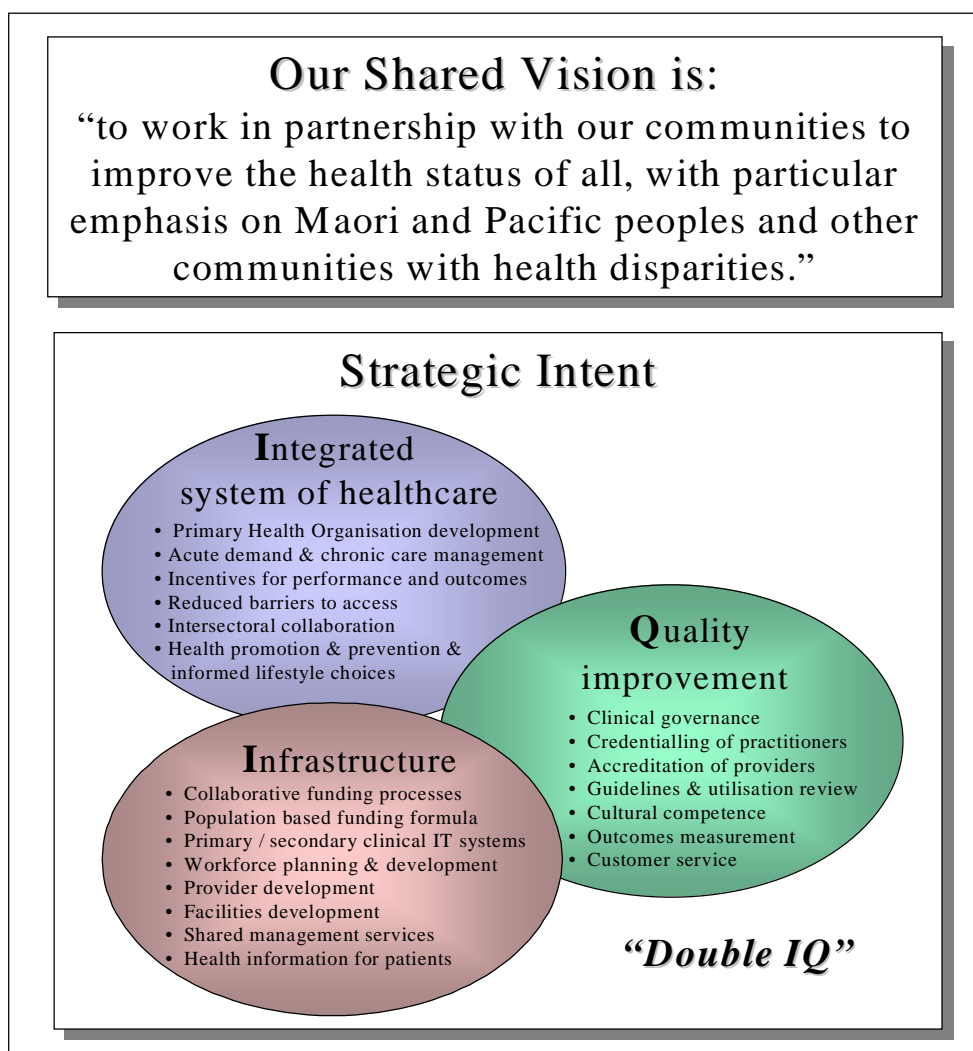 Our Shared Vision is:
“to work in partnership with our communities to
improve the health status of all, with particular
emphasis on Maori and Pacific peoples and other
communities with health disparities.”
Strategic Intent
Integrated
system of healthcare
• Primary Health Organisation development
• Acute demand & chronic care management
• Incentives for performance and outcomes
• Reduced barriers to access
• Intersectoral collaboration
• Health promotion & prevention &
informed lifestyle choices
Quality
improvement
• Clinical governance
• Credentialling of practitioners
• Accreditation of providers
• Guidelines & utilisation review
• Cultural competence
• Outcomes measurement
• Customer service
Infrastructure
• Collaborative funding processes
• Population based funding formula
• Primary / secondary clinical IT systems
• Workforce planning & development
• Provider development
• Facilities development
• Shared management services
• Health information for patients
“Double IQ”